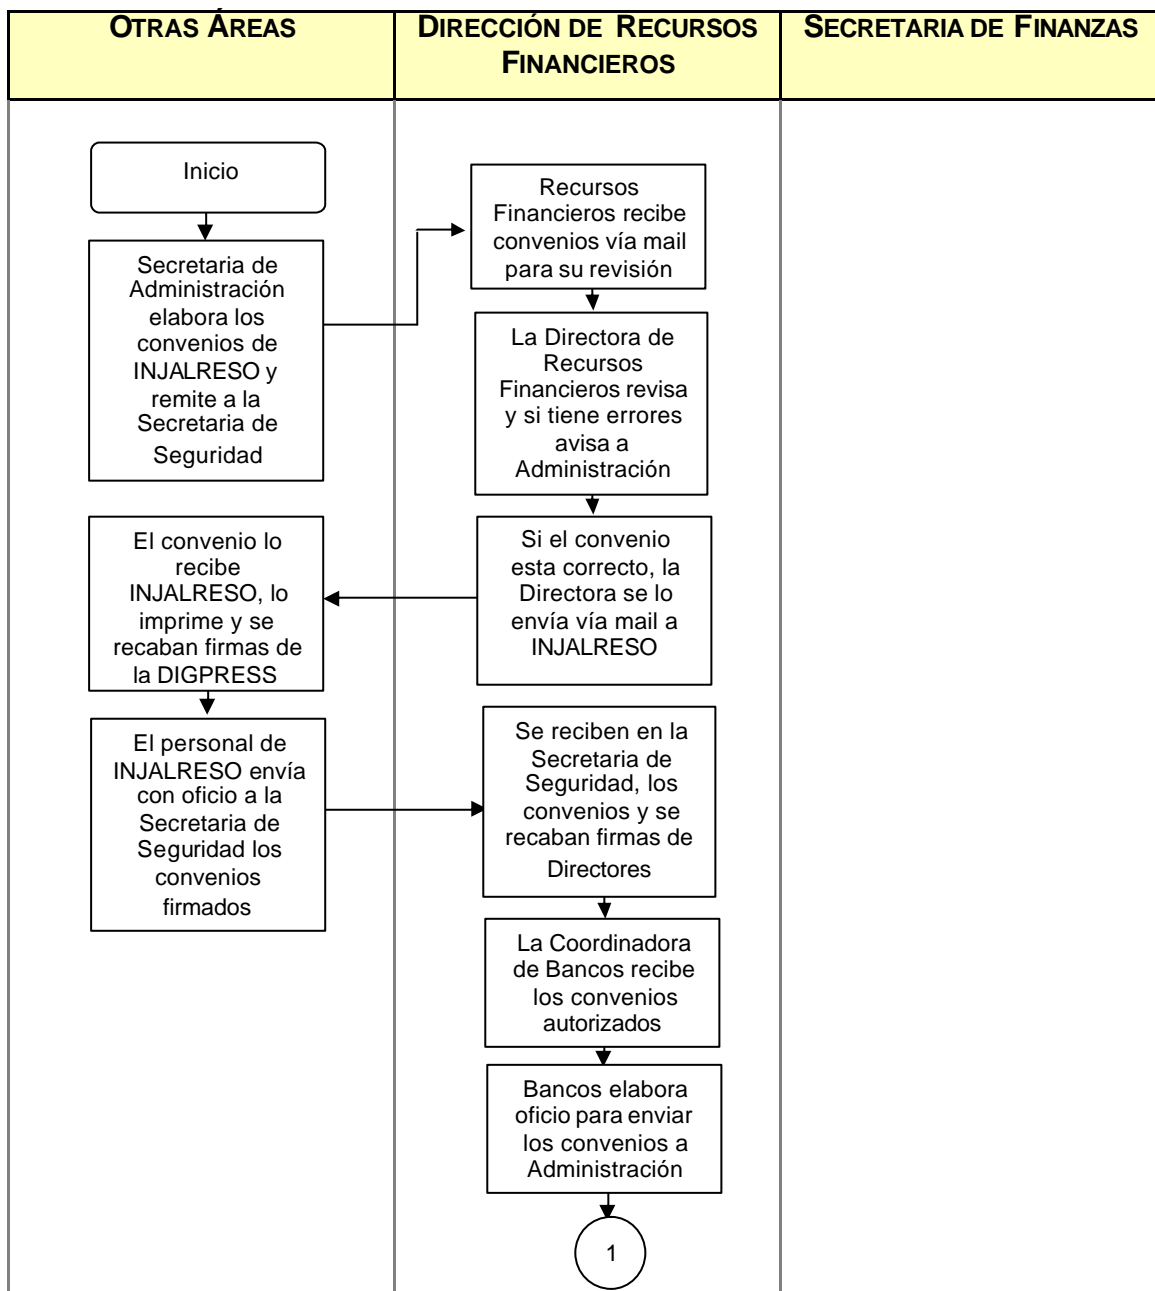 OTRAS ÁREAS
DIRECCIÓN DE RECURSOS
FINANCIEROS
SECRETARIA DE FINANZAS
Inicio
Secretaria de
Administración
elabora los
convenios de
INJALRESO y
remite a la
Secretaria de
Seguridad
Recursos
Financieros recibe
convenios vía mail
para su revisión
La Directora de
Recursos
Financieros revisa
y si tiene errores
avisa a
Administración
Si el convenio
esta correcto, la
Directora se lo
envía vía mail a
INJALRESO
El convenio lo
recibe
INJALRESO, lo
imprime y se
recaban firmas de
la DIGPRESS
El personal de
INJALRESO envía
con oficio a la
Secretaria de
Seguridad los
convenios
firmados
Se reciben en la
Secretaria de
Seguridad, los
convenios y se
recaban firmas de
Directores
La Coordinadora
de Bancos recibe
los convenios
autorizados
Bancos elabora
oficio para enviar
los convenios a
Administración
1